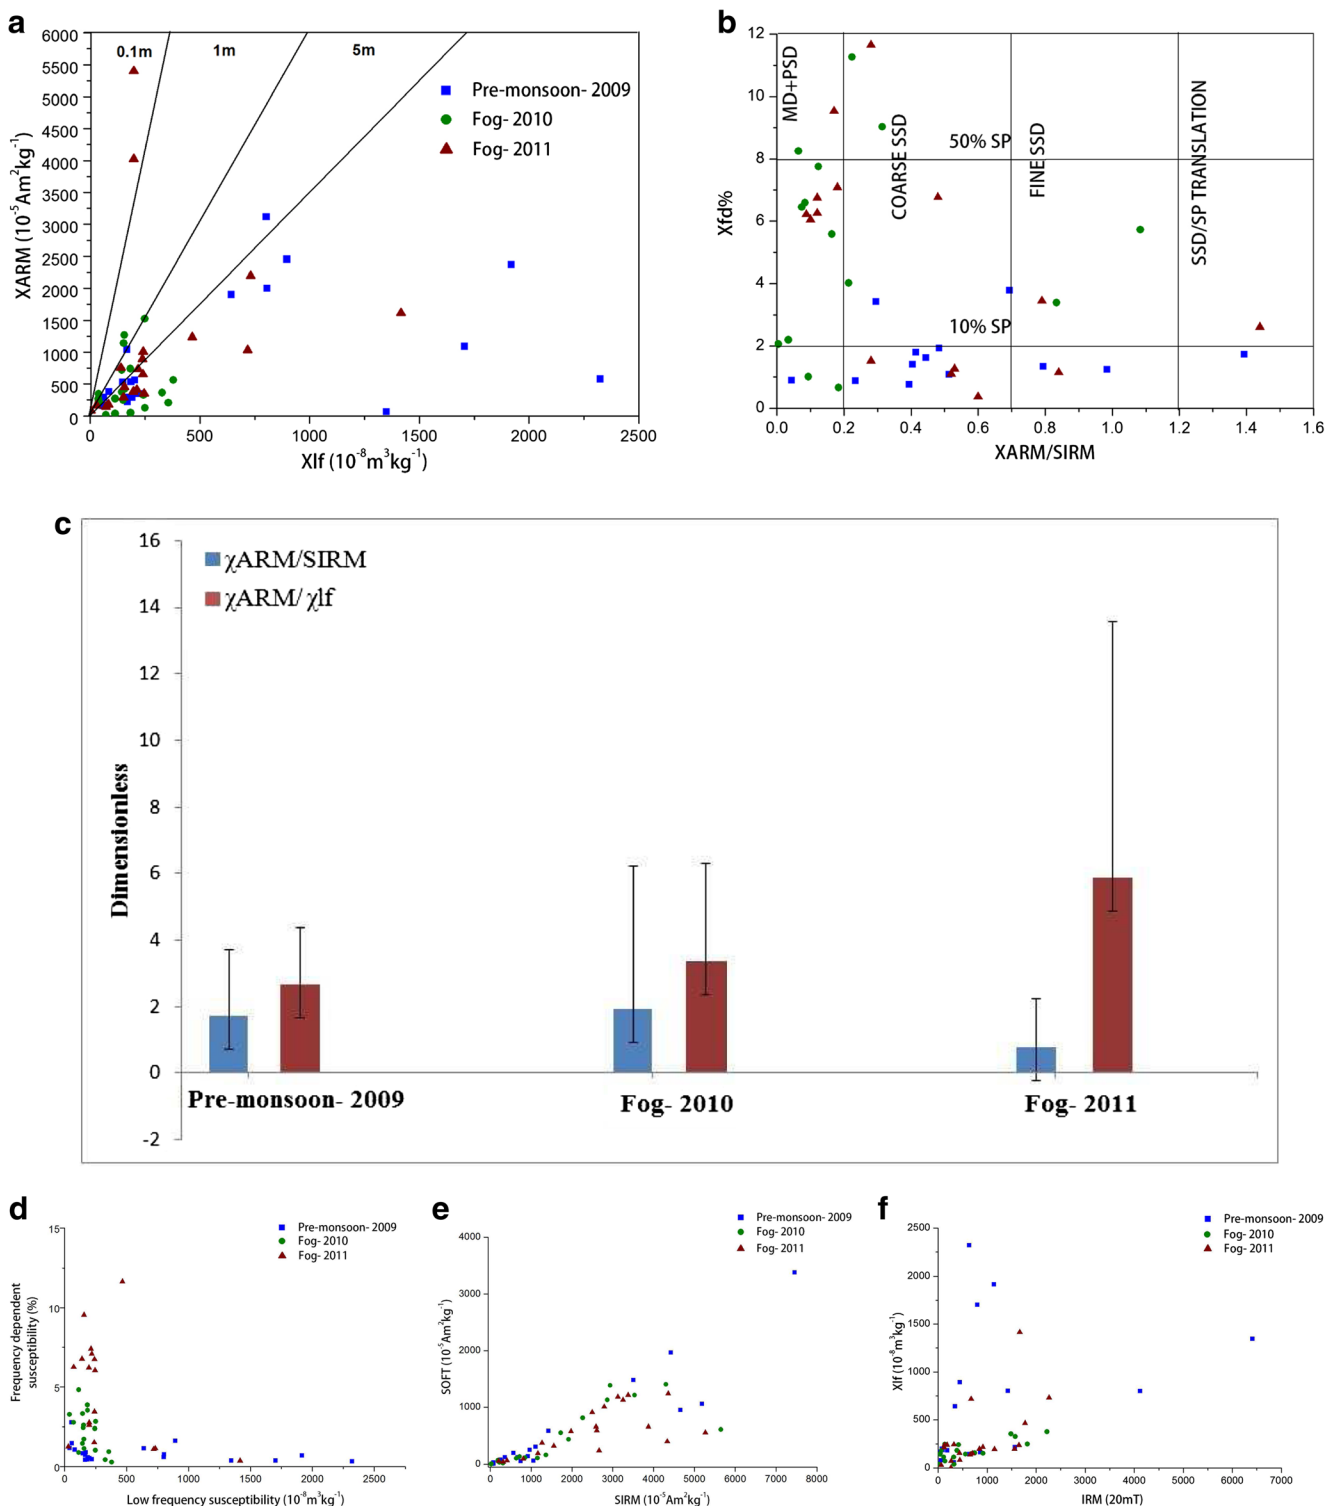 a
6000
5500
5000
4500
4000
3500
3000
2500
2000
1500
1000
500
0
XARM (10⁻⁵Am²kg⁻¹)
0.1m 1m 5m
Pre-monsoon- 2009
Fog- 2010
Fog- 2011
0 500 1000 1500 2000 2500
Xlf (10⁻⁸m³kg⁻¹)
b
12
10
8
6
4
2
0
Xfd%
MD+PSD
COARSE SSD
FINE SSD
SSD/SP TRANSLATION
50% SP
10% SP
0.0 0.2 0.4 0.6 0.8 1.0 1.2 1.4 1.6
XARM/SIRM
c
16
14
12
10
8
6
4
2
0
-2
Dimensionless
χARM/SIRM
χARM/ χlf
Pre-monsoon- 2009 Fog- 2010 Fog- 2011
d
15
10
5
0
Frequency dependent
susceptibility (%)
Pre-monsoon- 2009
Fog- 2010
Fog- 2011
0 500 1000 1500 2000 2500
Low frequency susceptibility (10⁻⁸m³kg⁻¹)
e
4000
3000
2000
1000
0
SOFT (10⁻⁵Am²kg⁻¹)
Pre-monsoon- 2009
Fog- 2010
Fog- 2011
0 1000 2000 3000 4000 5000 6000 7000 8000
SIRM (10⁻⁵Am²kg⁻¹)
f
2500
2000
1500
1000
500
0
Xlf (10⁻⁸m³kg⁻¹)
Pre-monsoon- 2009
Fog- 2010
Fog- 2011
0 1000 2000 3000 4000 5000 6000 7000
IRM (20mT)